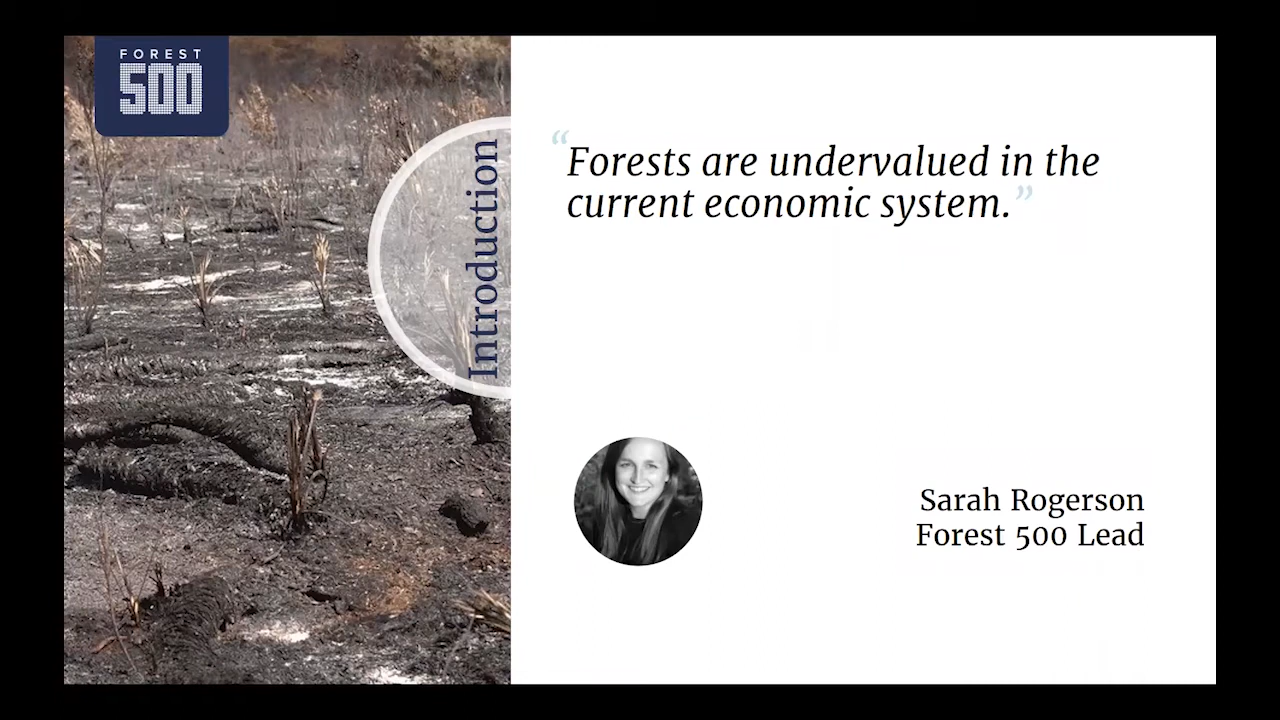 FOREST
500
Introduction
“Forests are undervalued in the
current economic system.”
Sarah Rogerson
Forest 500 Lead